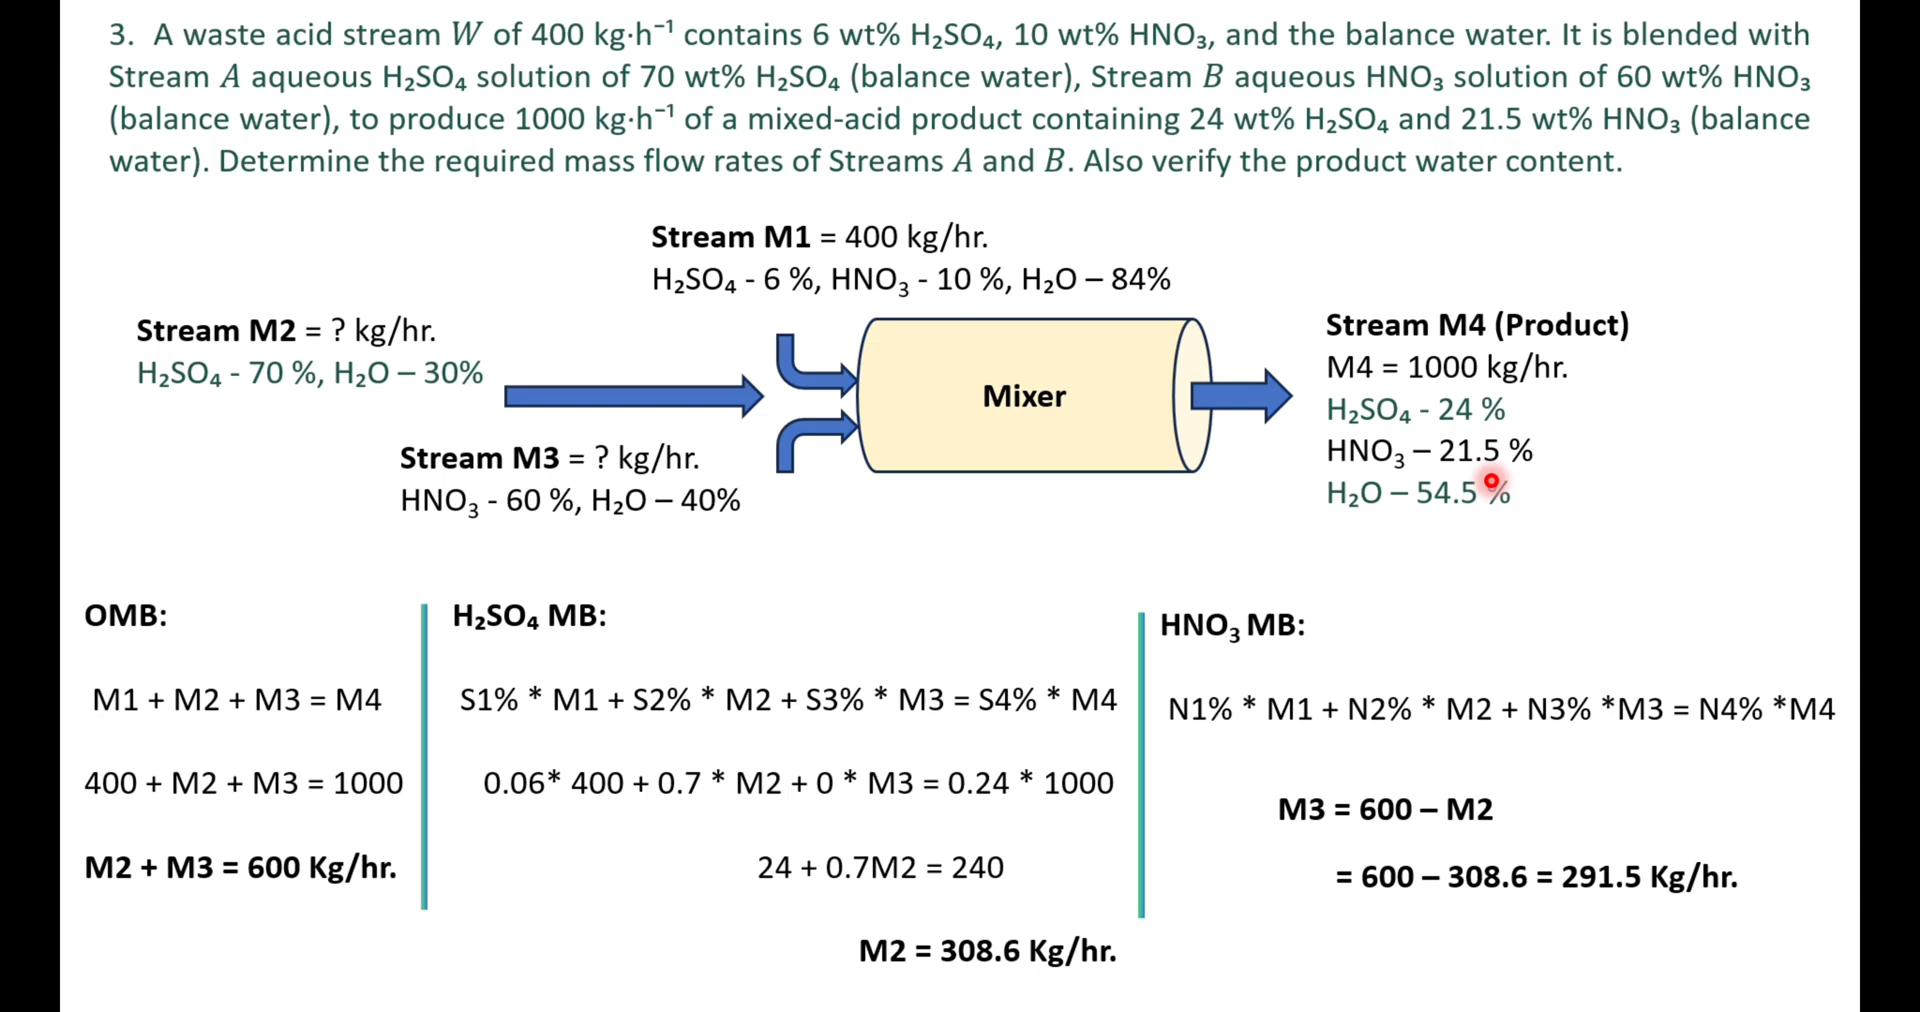 3. A waste acid stream W of 400 kg·h⁻¹ contains 6 wt% H₂SO₄, 10 wt% HNO₃, and the balance water. It is blended with
Stream A aqueous H₂SO₄ solution of 70 wt% H₂SO₄ (balance water), Stream B aqueous HNO₃ solution of 60 wt% HNO₃
(balance water), to produce 1000 kg·h⁻¹ of a mixed-acid product containing 24 wt% H₂SO₄ and 21.5 wt% HNO₃ (balance
water). Determine the required mass flow rates of Streams A and B. Also verify the product water content.
Stream M1 = 400 kg/hr.
H₂SO₄ - 6 %, HNO₃ - 10 %, H₂O – 84%
Stream M2 = ? kg/hr.
H₂SO₄ - 70 %, H₂O – 30%
Stream M3 = ? kg/hr.
HNO₃ - 60 %, H₂O – 40%
Mixer
Stream M4 (Product)
M4 = 1000 kg/hr.
H₂SO₄ - 24 %
HNO₃ – 21.5 %
H₂O – 54.5 %
OMB:
M1 + M2 + M3 = M4
400 + M2 + M3 = 1000
M2 + M3 = 600 Kg/hr.
H₂SO₄ MB:
S1% * M1 + S2% * M2 + S3% * M3 = S4% * M4
0.06* 400 + 0.7 * M2 + 0 * M3 = 0.24 * 1000
24 + 0.7M2 = 240
M2 = 308.6 Kg/hr.
HNO₃ MB:
N1% * M1 + N2% * M2 + N3% *M3 = N4% *M4
M3 = 600 – M2
= 600 – 308.6 = 291.5 Kg/hr.